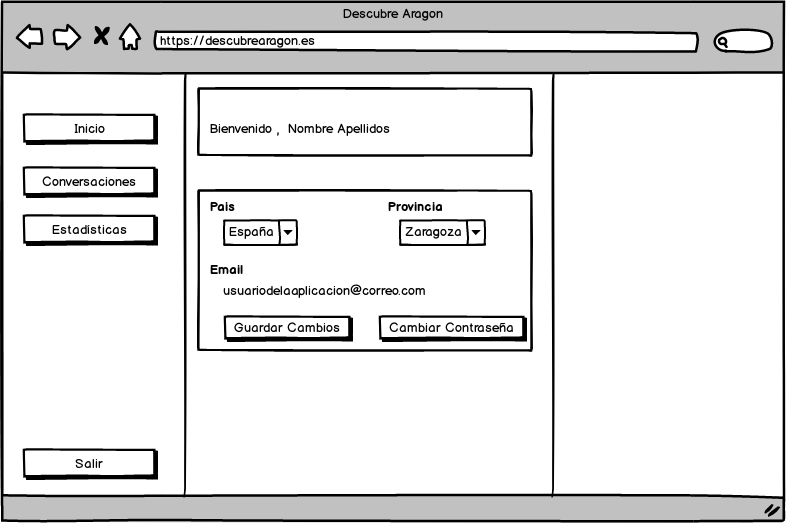 Descubre Aragon
https://descubrearagon.es
Inicio
Conversaciones
Estadísticas
Salir
Bienvenido , Nombre Apellidos
Pais Provincia
España Zaragoza
Email
usuariodelaaplicacion@correo.com
Guardar Cambios Cambiar Contraseña